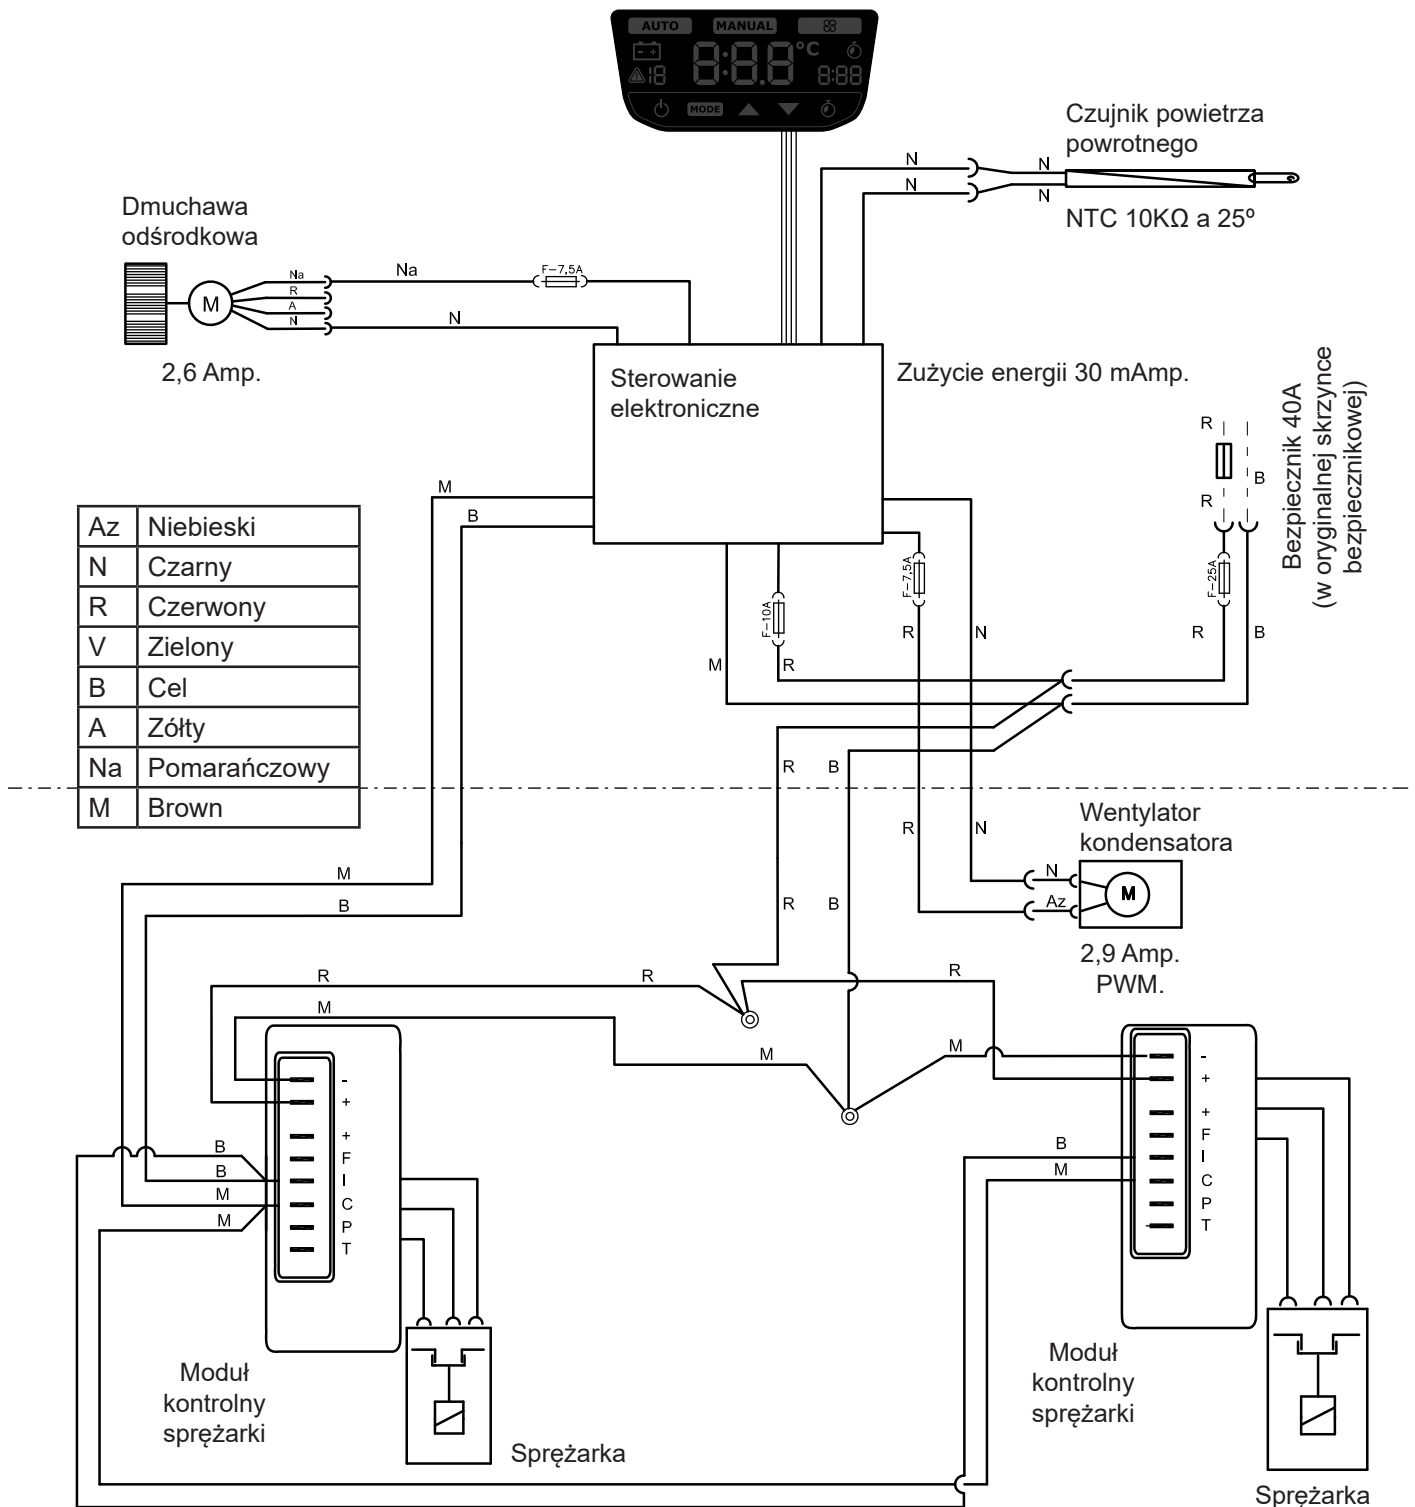 AUTO MANUAL
- +
8:8.8 °C
18 8:88
MODE
Czujnik powietrza
powrotnego
N N
N N
NTC 10KΩ a 25º
Dmuchawa
odśrodkowa
Na Na F-7,5A
R
A
N N
M
2,6 Amp.
Sterowanie
elektroniczne
Zużycie energii 30 mAmp.
Bezpiecznik 40A
(w oryginalnej skrzynce
bezpiecznikowej)
R
B
R
M
B
Az Niebieski
N Czarny
R Czerwony
V Zielony
B Cel
A Zółty
Na Pomarańczowy
M Brown
F-10A
F-7,5A
F-25A
R N R B
M R
R B
R N
Wentylator
kondensatora
N
Az
M
2,9 Amp.
PWM.
M
B
R B
R R R
M
M M
-
+
+
F
I
C
P
T
B
B
M
M
-
+
+
F
I
C
P
T
B
M
Moduł
kontrolny
sprężarki
Sprężarka
Moduł
kontrolny
sprężarki
Sprężarka